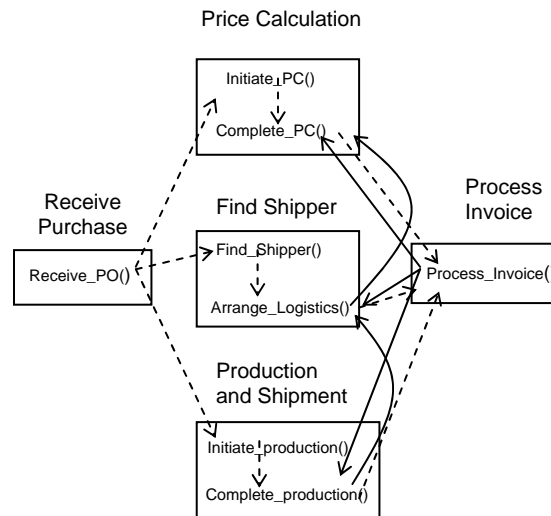 Price Calculation
Initiate_PC()
Complete_PC()
Receive
Purchase
Receive_PO()
Find Shipper
Find_Shipper()
Arrange_Logistics()
Process
Invoice
Process_Invoice()
Production
and Shipment
Initiate_production()
Complete_production()